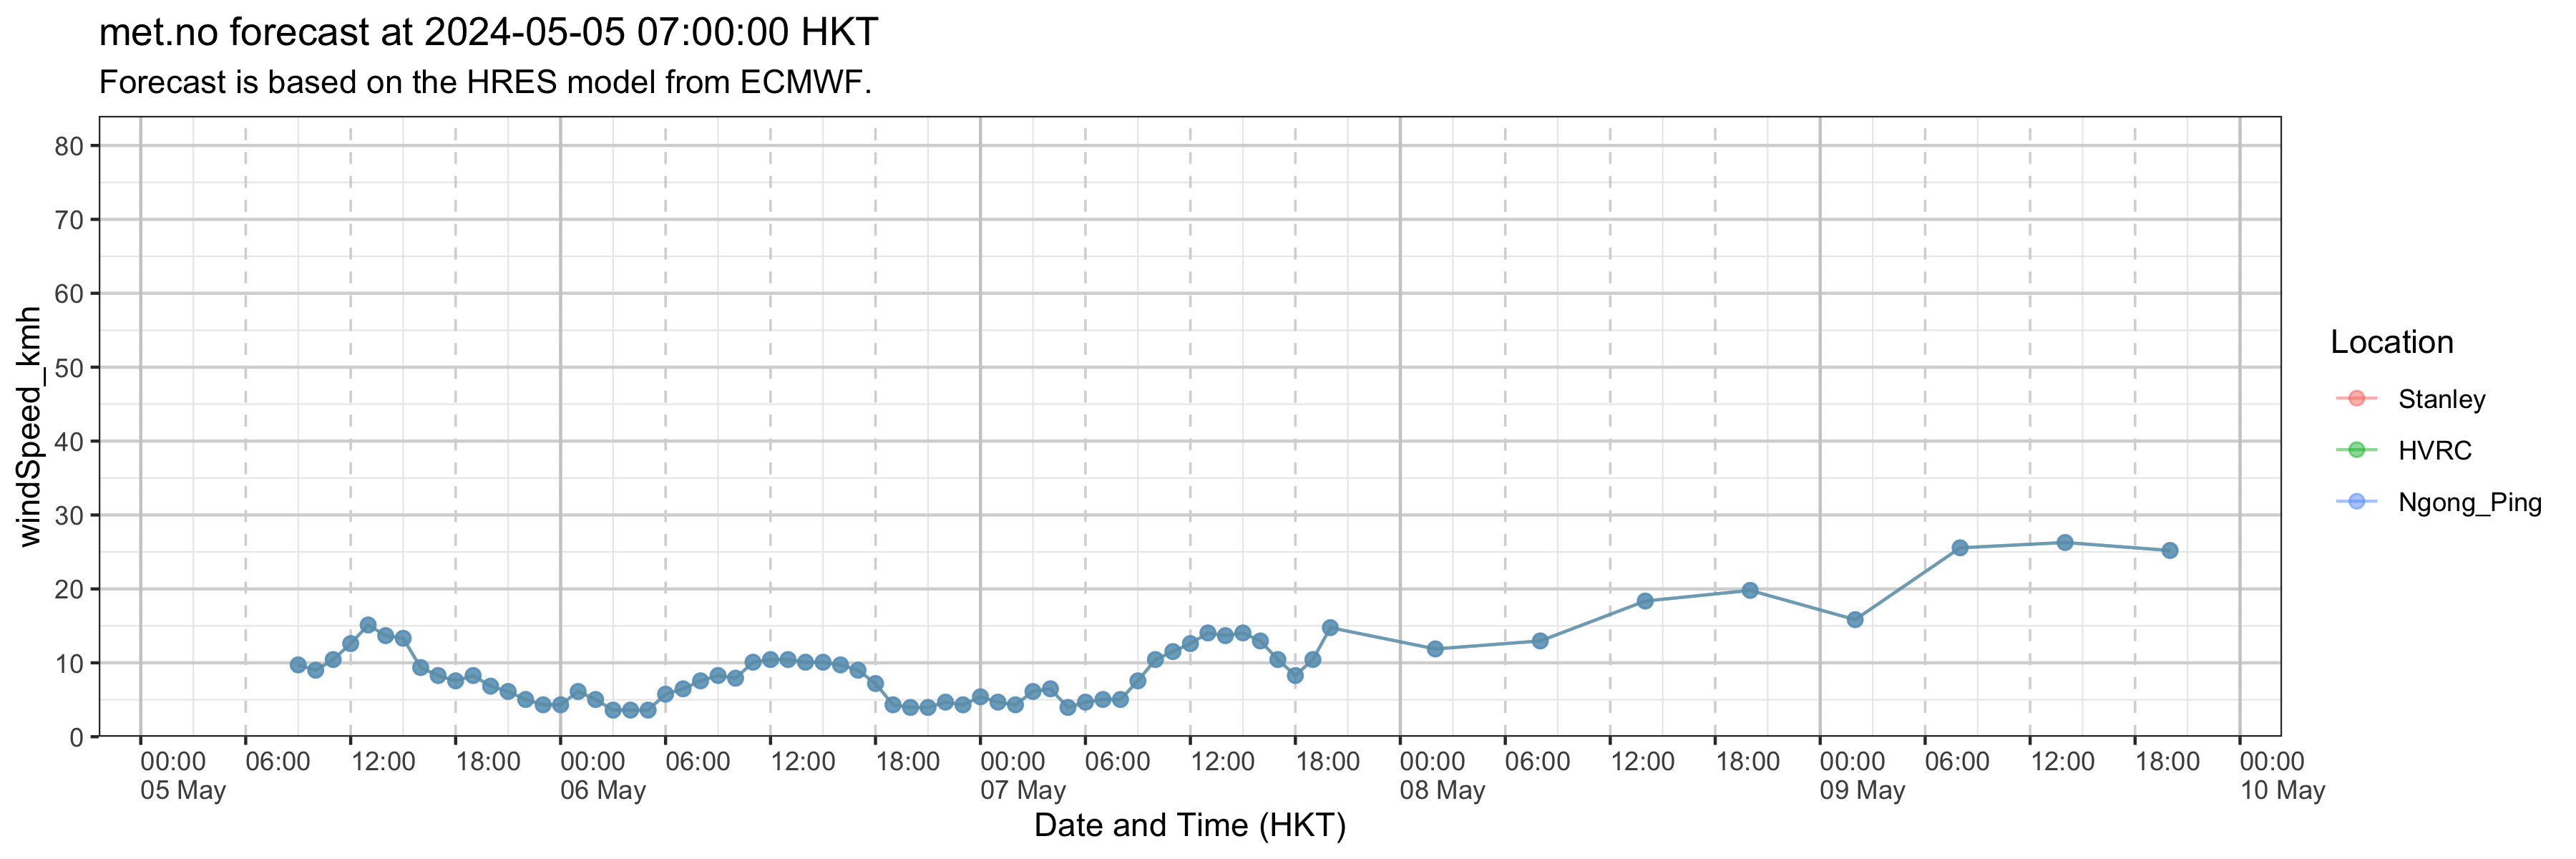 met.no forecast at 2024-05-05 07:00:00 HKT
Forecast is based on the HRES model from ECMWF.
windSpeed_kmh
80
70
60
50
40
30
20
10
0
00:00 06:00 12:00 18:00 00:00 06:00 12:00 18:00 00:00 06:00 12:00 18:00 00:00 06:00 12:00 18:00 00:00 06:00 12:00 18:00 00:00
05 May 06 May 07 May 08 May 09 May 10 May
Date and Time (HKT)
Location
Stanley
HVRC
Ngong_Ping